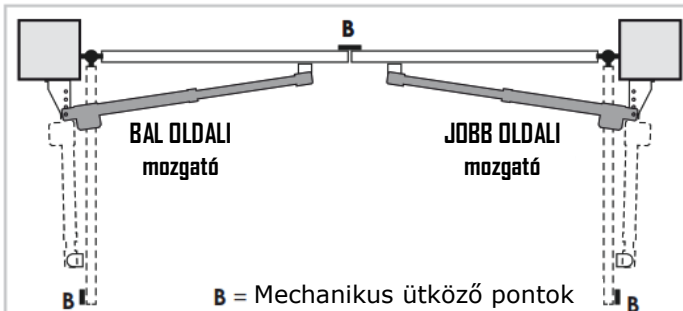 B
BAL OLDALI
mozgató
JOBB OLDALI
mozgató
B
B = Mechanikus ütköző pontok
B